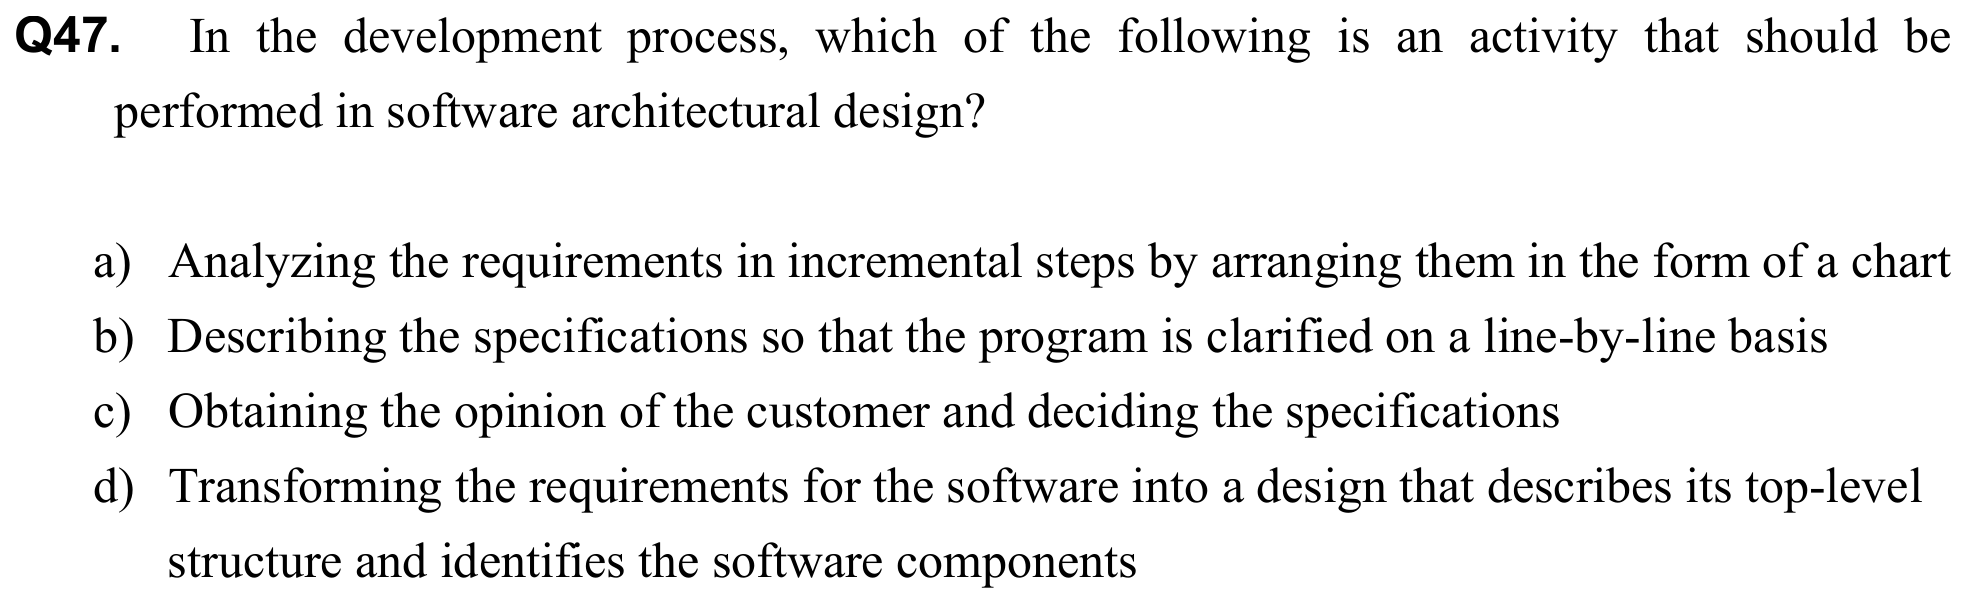 Q47. In the development process, which of the following is an activity that should be
performed in software architectural design?
a) Analyzing the requirements in incremental steps by arranging them in the form of a chart
b) Describing the specifications so that the program is clarified on a line-by-line basis
c) Obtaining the opinion of the customer and deciding the specifications
d) Transforming the requirements for the software into a design that describes its top-level
structure and identifies the software components